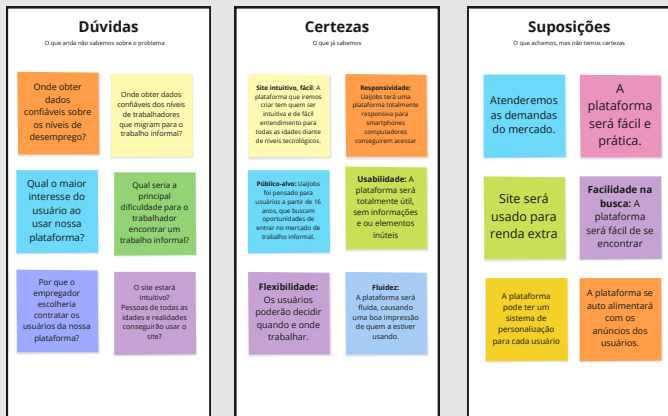 Dúvidas
O que anda não sabemos sobre o problema
Onde obter
dados
confiáveis sobre
os níveis de
desemprego?
Onde obter dados
confiáveis dos níveis
de trabalhadores
que migram para o
trabalho informal?
Qual o maior
interesse do
usuário ao
usar nossa
plataforma?
Qual seria a
principal
dificuldade para o
trabalhador
encontrar um
trabalho informal?
Por que o
empregador
escolheria
contratar os
usuários da nossa
plataforma?
O site estará
intuitivo?
Pessoas de todas as
idades e realidades
conseguirão usar o
site?
Certezas
O que já sabemos
Site intuitivo, fácil: A
plataforma que iremos
criar tem quem ser
intuitiva e de fácil
entendimento para
todas as idades diante
de níveis tecnológicos.
Responsividade:
UaiJobs terá uma
plataforma totalmente
responsiva para
smartphones
computadores
conseguirem acessar
Público-alvo: UaiJobs
foi pensado para
usuários a partir de 16
anos, que buscam
oportunidades de
entrar no mercado de
trabalho informal.
Usabilidade: A
plataforma será
totalmente útil,
sem informações
e ou elementos
inúteis
Flexibilidade:
Os usuários
poderão decidir
quando e onde
trabalhar.
Fluidez:
A plataforma será
fluida, causando
uma boa impressão
de quem a estiver
usando.
Suposições
O que achamos, mas não temos certezas
Atenderemos
as demandas
do mercado.
A
plataforma
será fácil e
prática.
Site será
usado para
renda extra
Facilidade na
busca: A
plataforma
será fácil de se
encontrar
A plataforma
pode ter um
sistema de
personalização
para cada usuário
A plataforma se
auto alimentará
com os
anúncios dos
usuários.